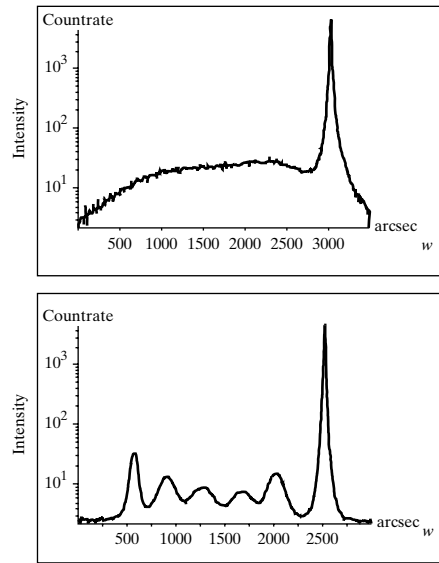 Countrate
Intensity
10³
10²
10¹
500 1000 1500 2000 2500 3000
arcsec
w
Countrate
Intensity
10³
10²
10¹
500 1000 1500 2000 2500
arcsec
w